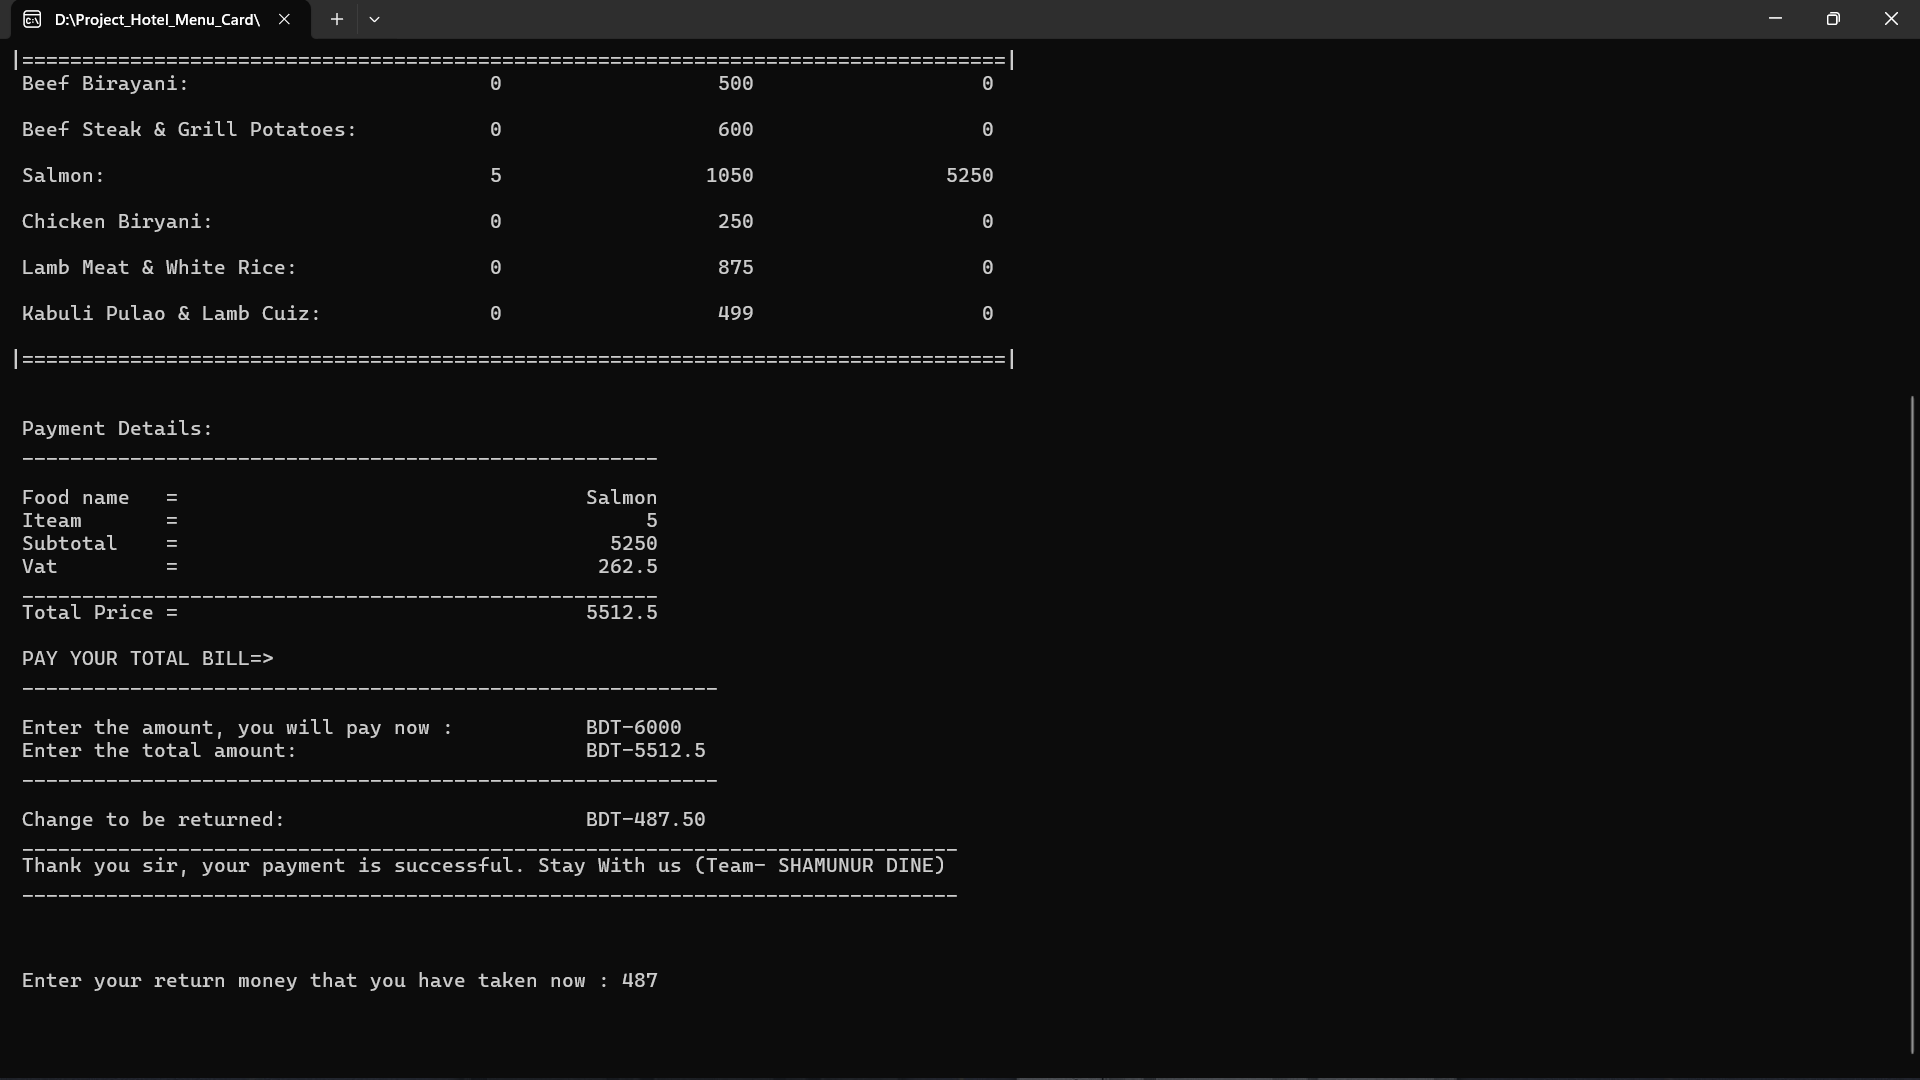 D:\Project_Hotel_Menu_Card\
|==================================================================================|
Beef Birayani: 0 500 0
Beef Steak & Grill Potatoes: 0 600 0
Salmon: 5 1050 5250
Chicken Biryani: 0 250 0
Lamb Meat & White Rice: 0 875 0
Kabuli Pulao & Lamb Cuiz: 0 499 0
|==================================================================================|
Payment Details:
-----------------------------------------------------
Food name = Salmon
Iteam = 5
Subtotal = 5250
Vat = 262.5
_____________________________________________________
Total Price = 5512.5
PAY YOUR TOTAL BILL=>
----------------------------------------------------------
Enter the amount, you will pay now : BDT-6000
Enter the total amount: BDT-5512.5
----------------------------------------------------------
Change to be returned: BDT-487.50
______________________________________________________________________________
Thank you sir, your payment is successful. Stay With us (Team- SHAMUNUR DINE)
------------------------------------------------------------------------------
Enter your return money that you have taken now : 487